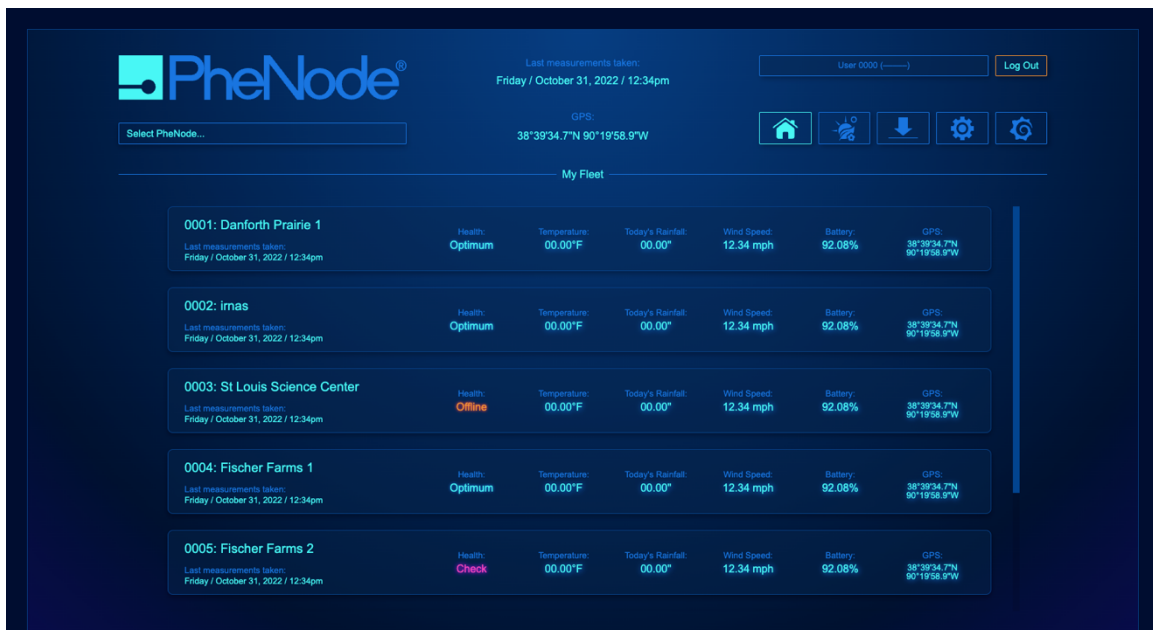 PheNode®
Last measurements taken:
Friday / October 31, 2022 / 12:34pm
User 0000 (--------)
Log Out
Select PheNode...
GPS:
38°39'34.7"N 90°19'58.9"W
My Fleet
0001: Danforth Prairie 1
Last measurements taken:
Friday / October 31, 2022 / 12:34pm
Health:
Optimum
Temperature:
00.00°F
Today's Rainfall:
00.00"
Wind Speed:
12.34 mph
Battery:
92.08%
GPS:
38°39'34.7"N
90°19'58.9"W
0002: imas
Last measurements taken:
Friday / October 31, 2022 / 12:34pm
Health:
Optimum
Temperature:
00.00°F
Today's Rainfall:
00.00"
Wind Speed:
12.34 mph
Battery:
92.08%
GPS:
38°39'34.7"N
90°19'58.9"W
0003: St Louis Science Center
Last measurements taken:
Friday / October 31, 2022 / 12:34pm
Health:
Offline
Temperature:
00.00°F
Today's Rainfall:
00.00"
Wind Speed:
12.34 mph
Battery:
92.08%
GPS:
38°39'34.7"N
90°19'58.9"W
0004: Fischer Farms 1
Last measurements taken:
Friday / October 31, 2022 / 12:34pm
Health:
Optimum
Temperature:
00.00°F
Today's Rainfall:
00.00"
Wind Speed:
12.34 mph
Battery:
92.08%
GPS:
38°39'34.7"N
90°19'58.9"W
0005: Fischer Farms 2
Last measurements taken:
Friday / October 31, 2022 / 12:34pm
Health:
Check
Temperature:
00.00°F
Today's Rainfall:
00.00"
Wind Speed:
12.34 mph
Battery:
92.08%
GPS:
38°39'34.7"N
90°19'58.9"W